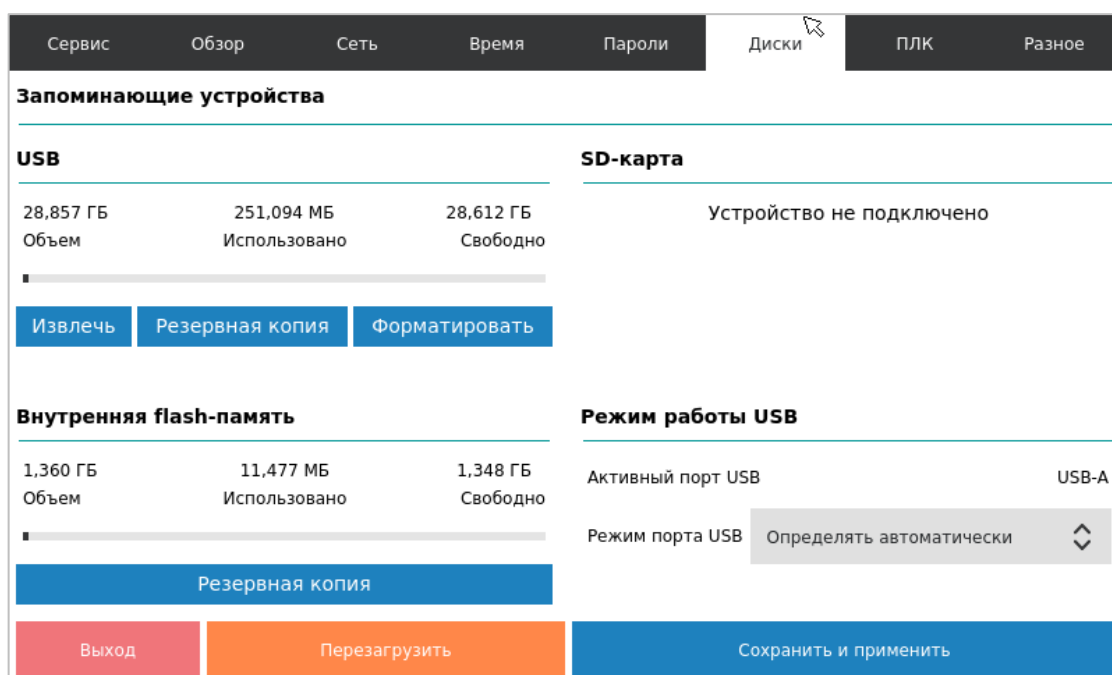 Сервис Обзор Сеть Время Пароли Диски ПЛК Разное
Запоминающие устройства
USB
28,857 ГБ 251,094 МБ 28,612 ГБ
Объем Использовано Свободно
Извлечь Резервная копия Форматировать
SD-карта
Устройство не подключено
Внутренняя flash-память
1,360 ГБ 11,477 МБ 1,348 ГБ
Объем Использовано Свободно
Резервная копия
Режим работы USB
Активный порт USB USB-A
Режим порта USB Определять автоматически
Выход Перезагрузить Сохранить и применить